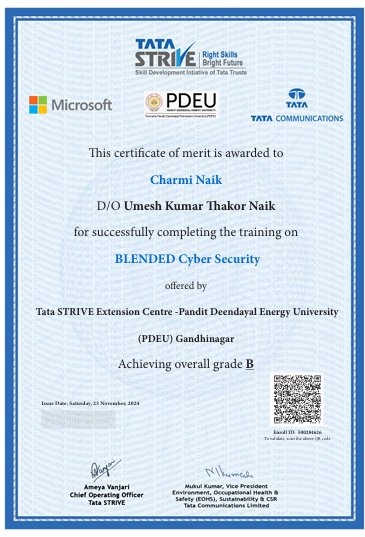 TATA
STRIVE
Right Skills
Bright Future
Skill Development Intiative of Tata Trusts
Microsoft
PDEU
Formerly Pandit Deendayal Petroleum University (PDPU)
TATA
TATA COMMUNICATIONS
This certificate of merit is awarded to
Charmi Naik
D/O Umesh Kumar Thakor Naik
for successfully completing the training on
BLENDED Cyber Security
offered by
Tata STRIVE Extension Centre -Pandit Deendayal Energy University
(PDEU) Gandhinagar
Achieving overall grade B
Issue Date: Saturday, 23 November, 2024
Enroll ID: 500284626
To validate, scan the above QR code
Ameya Vanjari
Chief Operating Officer
Tata STRIVE
Mukul Kumar, Vice President
Environment, Occupational Health &
Safety (EOHS), Sustainability & CSR
Tata Communications Limited